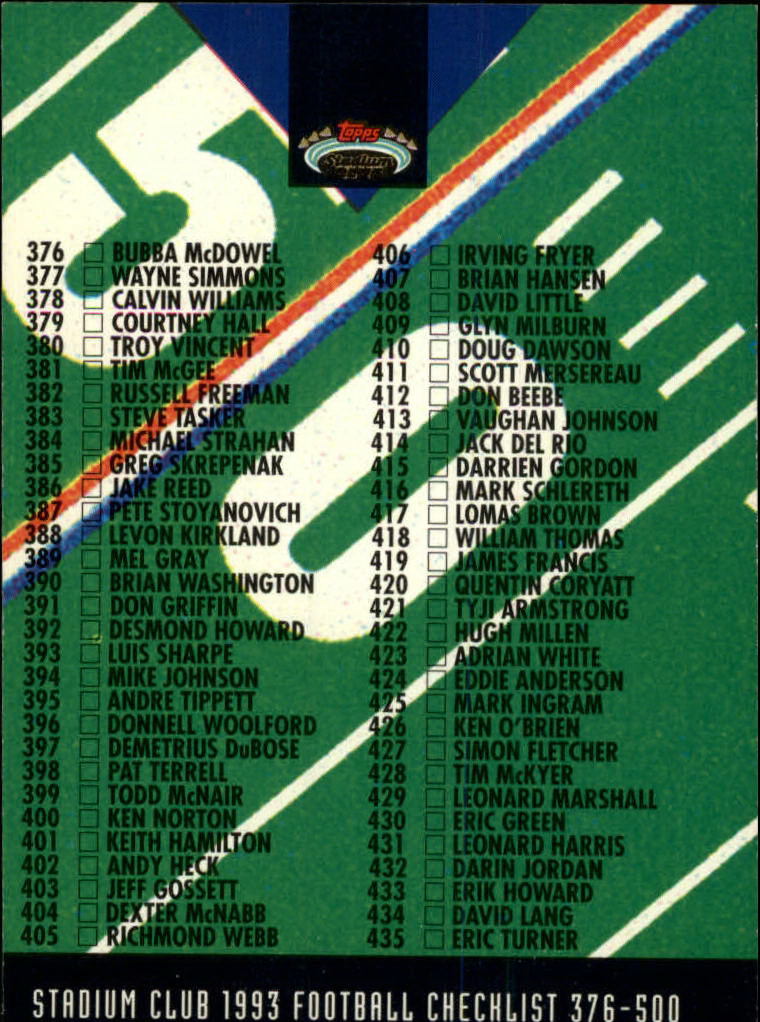 Topps
Stadium
376 BUBBA McDOWEL
377 WAYNE SIMMONS
378 CALVIN WILLIAMS
379 COURTNEY HALL
380 TROY VINCENT
381 TIM McGEE
382 RUSSELL FREEMAN
383 STEVE TASKER
384 MICHAEL STRAHAN
385 GREG SKREPENAK
386 JAKE REED
387 PETE STOYANOVICH
388 LEVON KIRKLAND
389 MEL GRAY
390 BRIAN WASHINGTON
391 DON GRIFFIN
392 DESMOND HOWARD
393 LUIS SHARPE
394 MIKE JOHNSON
395 ANDRE TIPPETT
396 DONNELL WOOLFORD
397 DEMETRIUS DuBOSE
398 PAT TERRELL
399 TODD McNAIR
400 KEN NORTON
401 KEITH HAMILTON
402 ANDY HECK
403 JEFF GOSSETT
404 DEXTER McNABB
405 RICHMOND WEBB
406 IRVING FRYER
407 BRIAN HANSEN
408 DAVID LITTLE
409 GLYN MILBURN
410 DOUG DAWSON
411 SCOTT MERSEREAU
412 DON BEEBE
413 VAUGHAN JOHNSON
414 JACK DEL RIO
415 DARRIEN GORDON
416 MARK SCHLERETH
417 LOMAS BROWN
418 WILLIAM THOMAS
419 JAMES FRANCIS
420 QUENTIN CORYATT
421 TYJI ARMSTRONG
422 HUGH MILLEN
423 ADRIAN WHITE
424 EDDIE ANDERSON
425 MARK INGRAM
426 KEN O'BRIEN
427 SIMON FLETCHER
428 TIM McKYER
429 LEONARD MARSHALL
430 ERIC GREEN
431 LEONARD HARRIS
432 DARIN JORDAN
433 ERIK HOWARD
434 DAVID LANG
435 ERIC TURNER
50
STADIUM CLUB 1993 FOOTBALL CHECKLIST 376-500